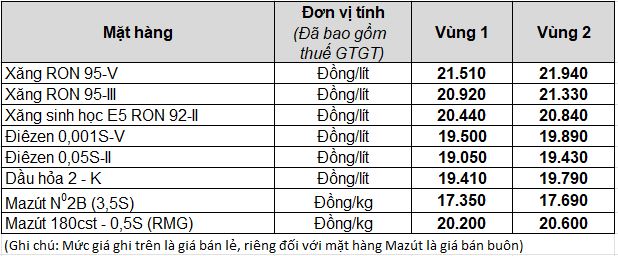 Mặt hàng Đơn vị tính (Đã bao gồm thuế GTGT) Vùng 1 Vùng 2
Xăng RON 95-V Đồng/lít 21.510 21.940
Xăng RON 95-III Đồng/lít 20.920 21.330
Xăng sinh học E5 RON 92-II Đồng/lít 20.440 20.840
Điêzen 0,001S-V Đồng/lít 19.500 19.890
Điêzen 0,05S-II Đồng/lít 19.050 19.430
Dầu hỏa 2 - K Đồng/lít 19.410 19.790
Mazút N⁰2B (3,5S) Đồng/kg 17.350 17.690
Mazút 180cst - 0,5S (RMG) Đồng/kg 20.200 20.600
(Ghi chú: Mức giá ghi trên là giá bán lẻ, riêng đối với mặt hàng Mazút là giá bán buôn)